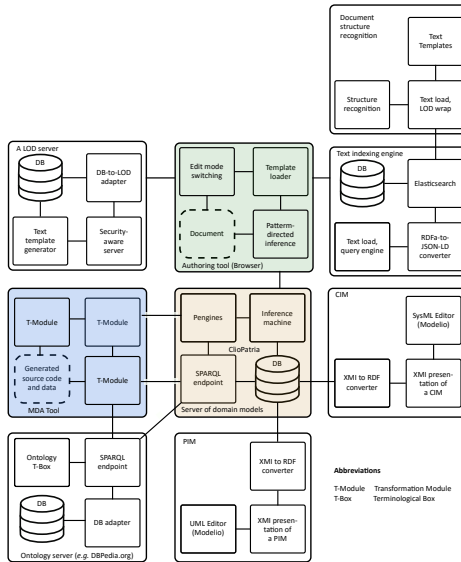 Document
structure
recognition
Text
Templates
Structure
recognition
Text load,
LOD wrap
A LOD server
DB
DB-to-LOD
adapter
Text
template
generator
Security-
aware
server
Edit mode
switching
Template
loader
Document
Pattern-
directed
inference
Authoring tool (Browser)
Text indexing engine
DB
Elasticsearch
Text load,
query engine
RDFa-to-
JSON-LD
converter
T-Module
T-Module
Generated
source code
and data
T-Module
MDA Tool
Pengines
Inference
machine
ClioPatria
SPARQL
endpoint
DB
Server of domain models
CIM
SysML Editor
(Modelio)
XMI to RDF
converter
XMI presen-
tation of
a CIM
Ontology
T-Box
SPARQL
endpoint
DB
DB adapter
Ontology server (e.g. DBPedia.org)
PIM
XMI to RDF
converter
UML Editor
(Modelio)
XMI presen-
tation of
a PIM
Abbreviations
T-Module Transformation Module
T-Box Terminological Box